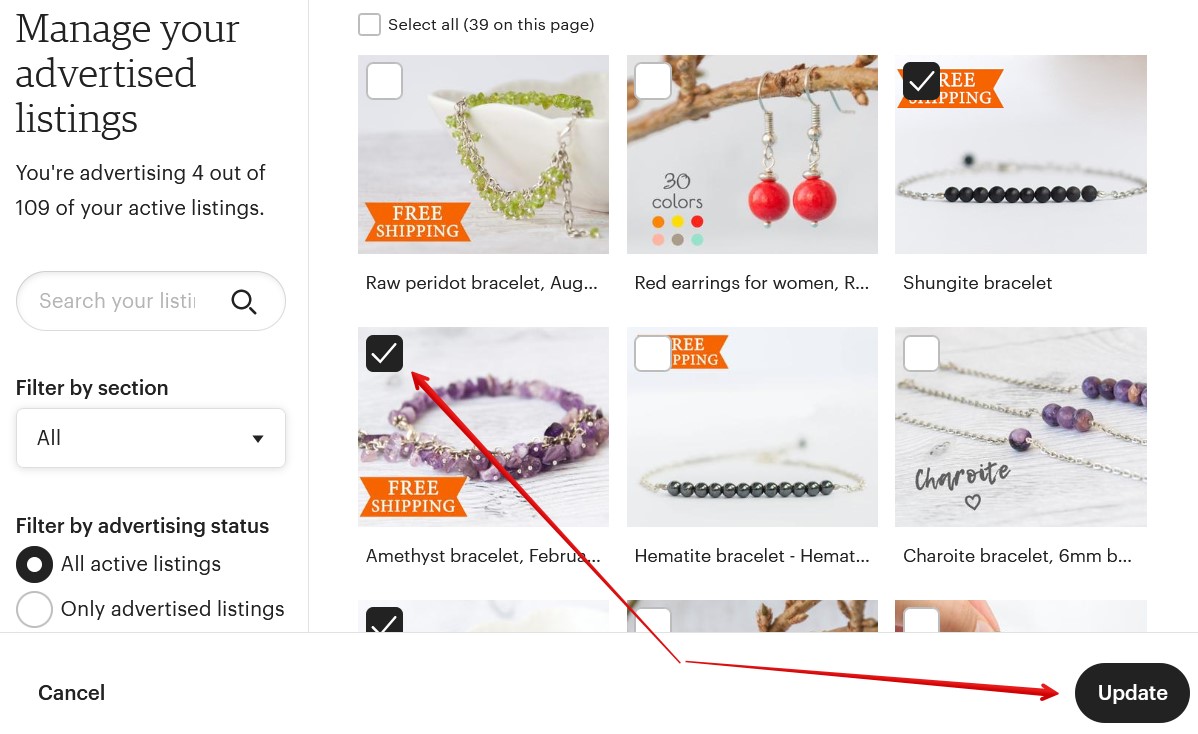 Manage your
advertised
listings
You're advertising 4 out of
109 of your active listings.
Search your listi
Filter by section
All
Filter by advertising status
All active listings
Only advertised listings
Select all (39 on this page)
FREE
SHIPPING
Raw peridot bracelet, Aug...
30
colors
Red earrings for women, R...
REE
SHIPPING
Shungite bracelet
FREE
SHIPPING
Amethyst bracelet, Februa...
REE
PPING
Hematite bracelet - Hemat...
Charoite
Charoite bracelet, 6mm b...
Cancel
Update